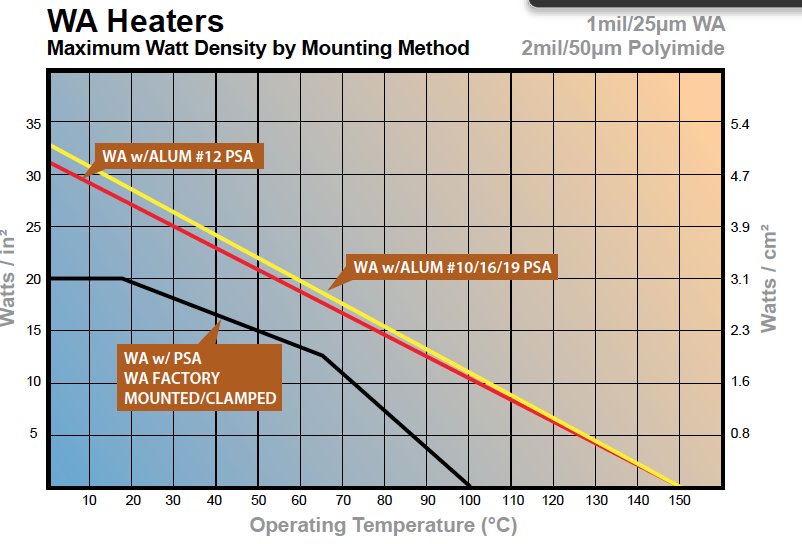 WA Heaters
Maximum Watt Density by Mounting Method
1mil/25µm WA
2mil/50µm Polyimide
WA w/ALUM #12 PSA
WA w/ALUM #10/16/19 PSA
WA w/ PSA
WA FACTORY
MOUNTED/CLAMPED
Watts / in²
35
30
25
20
15
10
5
5.4
4.7
3.9
3.1
2.3
1.6
0.8
Watts / cm²
10 20 30 40 50 60 70 80 90 100 110 120 130 140 150
Operating Temperature (°C)